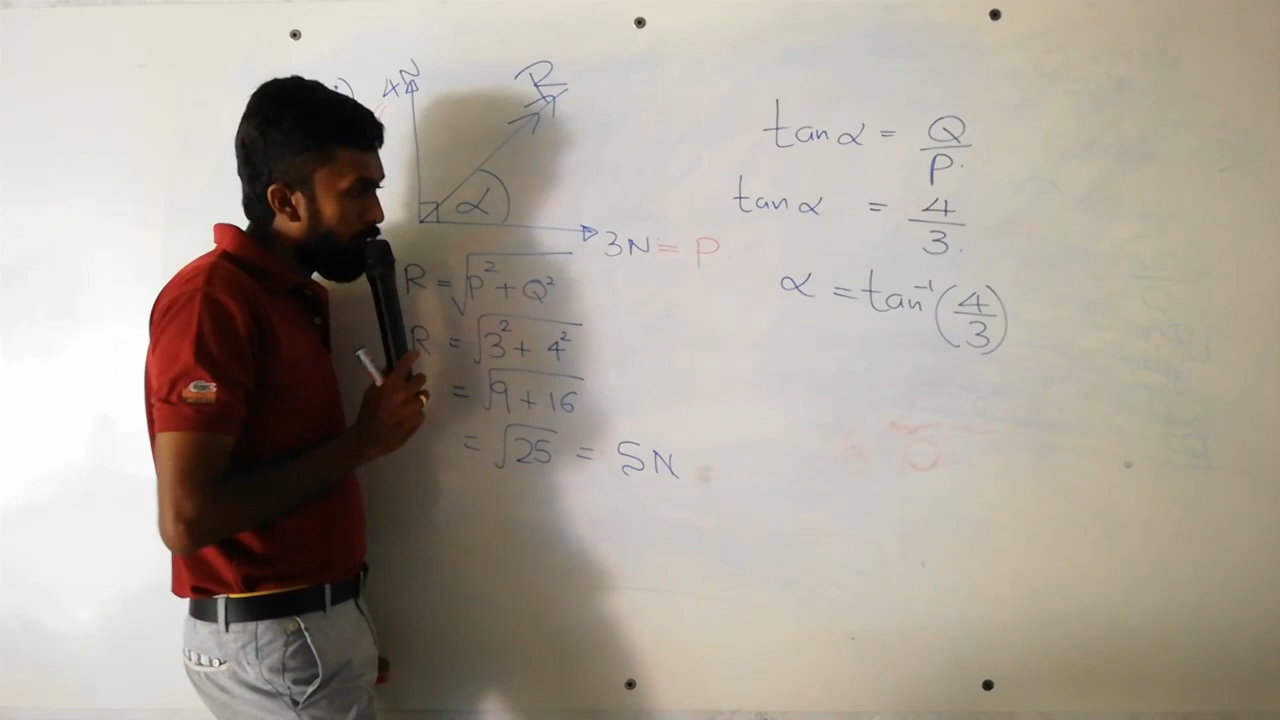 4N
R
α
3N = P
R = √P² + Q²
R = √3² + 4²
= √9 + 16
= √25 = 5N
tan α = Q/P
tan α = 4/3
α = tan⁻¹(4/3)